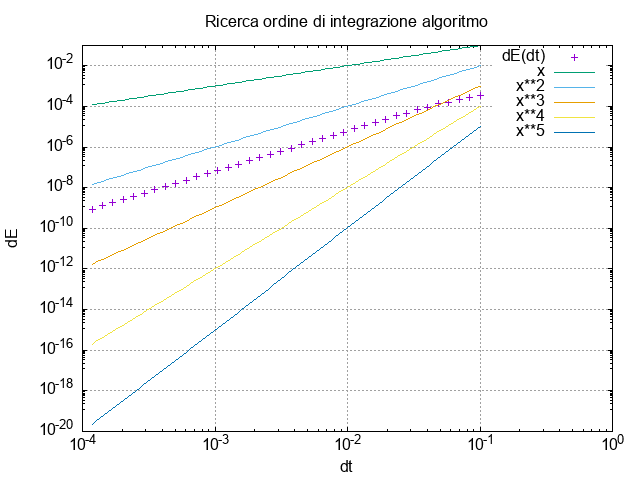 Ricerca ordine di integrazione algoritmo
dE(dt)
x
x**2
x**3
x**4
x**5
10^-2
10^-4
10^-6
10^-8
10^-10
10^-12
10^-14
10^-16
10^-18
10^-20
dE
10^-4 10^-3 10^-2 10^-1 10^0
dt